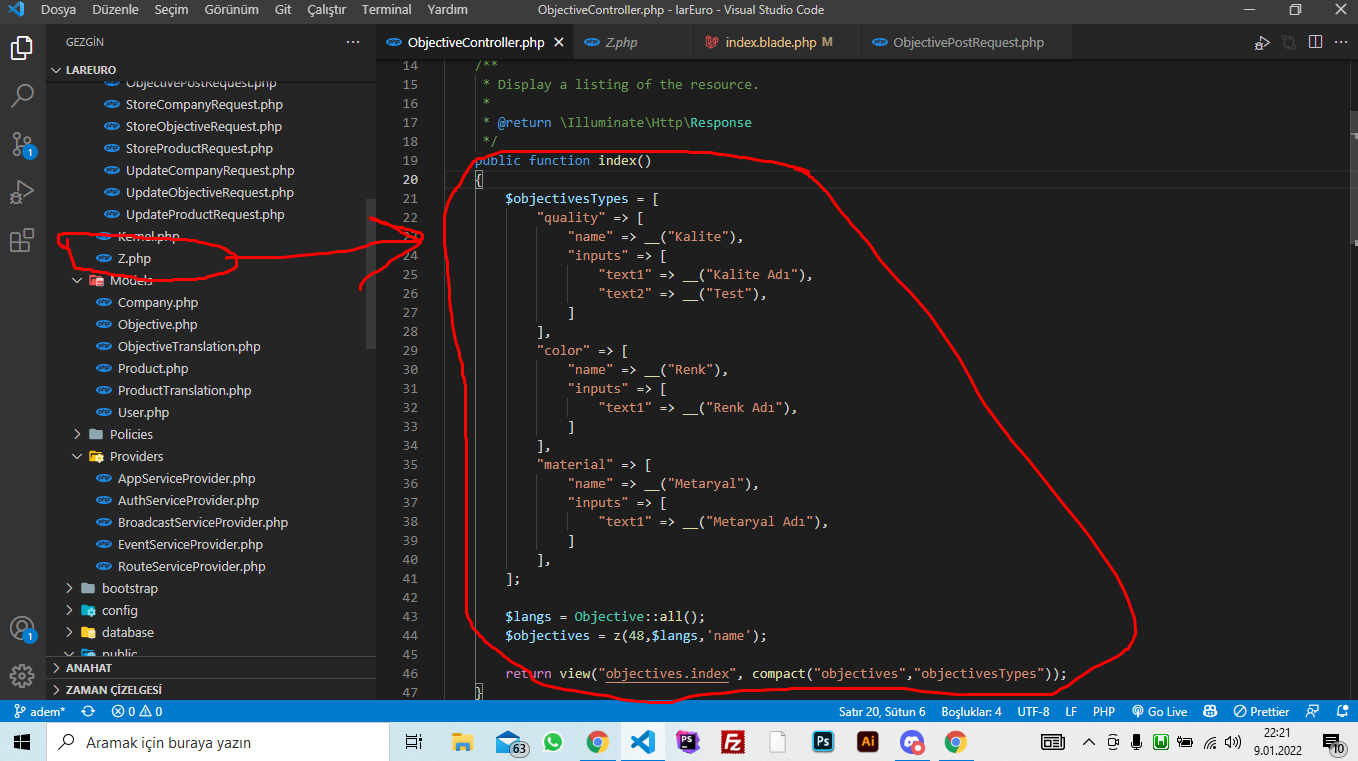 Dosya Düzenle Seçim Görünüm Git Çalıştır Terminal Yardım ObjectiveController.php - larEuro - Visual Studio Code
GEZGİN
LAREURO
ObjectivePostRequest.php
StoreCompanyRequest.php
StoreObjectiveRequest.php
StoreProductRequest.php
UpdateCompanyRequest.php
UpdateObjectiveRequest.php
UpdateProductRequest.php
Kernel.php
Z.php
Models
Company.php
Objective.php
ObjectiveTranslation.php
Product.php
ProductTranslation.php
User.php
Policies
Providers
AppServiceProvider.php
AuthServiceProvider.php
BroadcastServiceProvider.php
EventServiceProvider.php
RouteServiceProvider.php
bootstrap
config
database
public
ANAHAT
ZAMAN ÇİZELGESİ
1
1
ObjectiveController.php Z.php index.blade.php M ObjectivePostRequest.php
14 /**
15 * Display a listing of the resource.
16 *
17 * @return \Illuminate\Http\Response
18 */
19 public function index()
20 {
21 $objectivesTypes = [
22 "quality" => [
23 "name" => __("Kalite"),
24 "inputs" => [
25 "text1" => __("Kalite Adı"),
26 "text2" => __("Test"),
27 ]
28 ],
29 "color" => [
30 "name" => __("Renk"),
31 "inputs" => [
32 "text1" => __("Renk Adı"),
33 ]
34 ],
35 "material" => [
36 "name" => __("Metaryal"),
37 "inputs" => [
38 "text1" => __("Metaryal Adı"),
39 ]
40 ],
41 ];
42
43 $langs = Objective::all();
44 $objectives = z(48,$langs,'name');
45
46 return view("objectives.index", compact("objectives","objectivesTypes"));
47 }
adem* 0 0 Satır 20, Sütun 6 Boşluklar: 4 UTF-8 LF PHP Go Live Prettier
Aramak için buraya yazın 63 PS Fz Ps Ai 22:21
9.01.2022 10